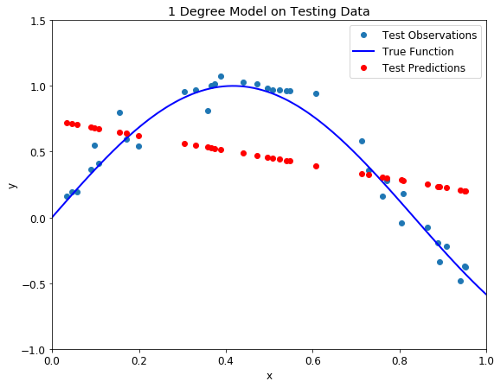 1 Degree Model on Testing Data
Test Observations
True Function
Test Predictions
1.5
1.0
0.5
0.0
−0.5
−1.0
y
0.0 0.2 0.4 0.6 0.8 1.0
x